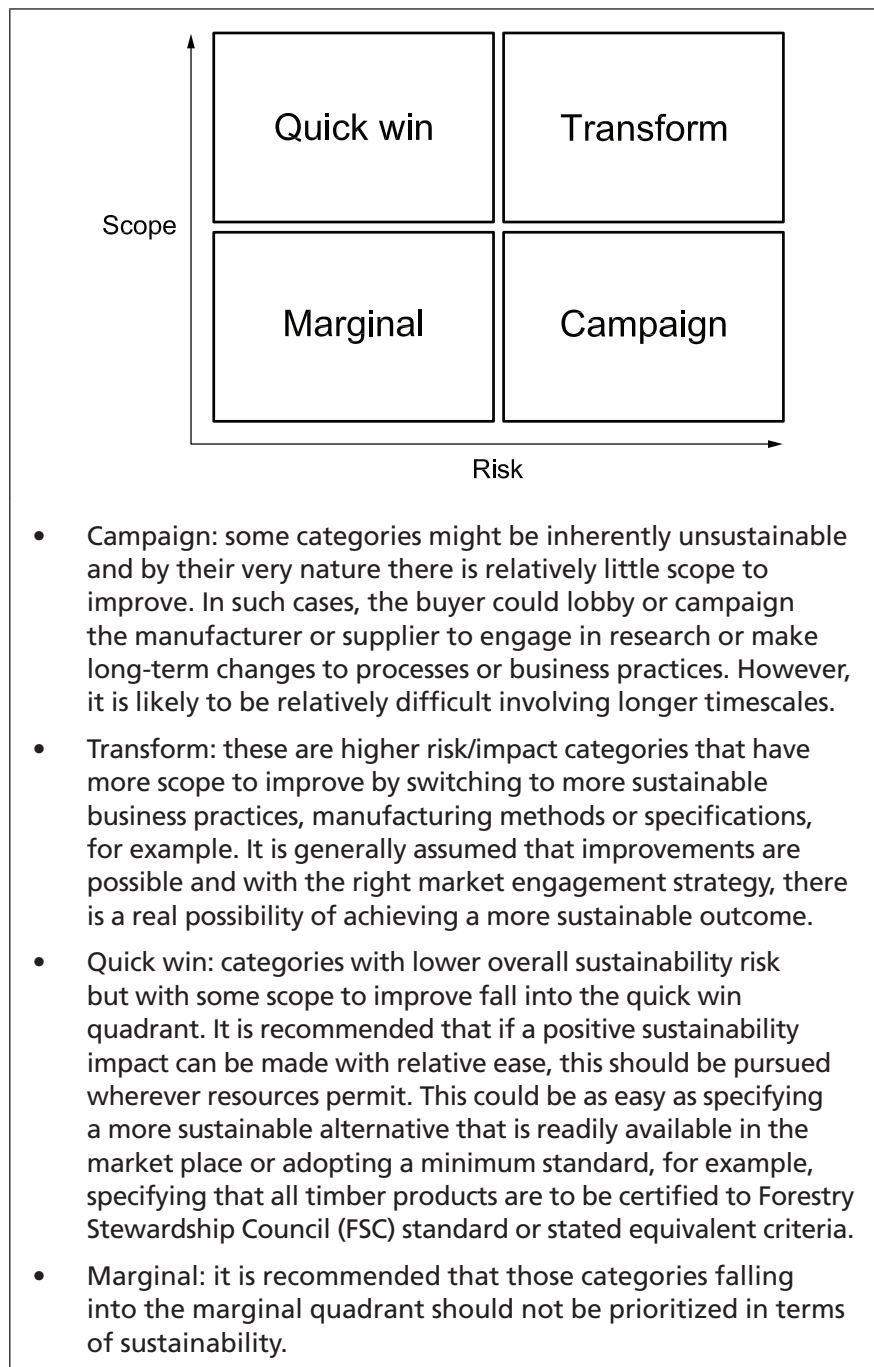 Quick win
Transform
Scope
Marginal
Campaign
Risk
• Campaign: some categories might be inherently unsustainable
and by their very nature there is relatively little scope to
improve. In such cases, the buyer could lobby or campaign
the manufacturer or supplier to engage in research or make
long-term changes to processes or business practices. However,
it is likely to be relatively difficult involving longer timescales.
• Transform: these are higher risk/impact categories that have
more scope to improve by switching to more sustainable
business practices, manufacturing methods or specifications,
for example. It is generally assumed that improvements are
possible and with the right market engagement strategy, there
is a real possibility of achieving a more sustainable outcome.
• Quick win: categories with lower overall sustainability risk
but with some scope to improve fall into the quick win
quadrant. It is recommended that if a positive sustainability
impact can be made with relative ease, this should be pursued
wherever resources permit. This could be as easy as specifying
a more sustainable alternative that is readily available in the
market place or adopting a minimum standard, for example,
specifying that all timber products are to be certified to Forestry
Stewardship Council (FSC) standard or stated equivalent criteria.
• Marginal: it is recommended that those categories falling
into the marginal quadrant should not be prioritized in terms
of sustainability.